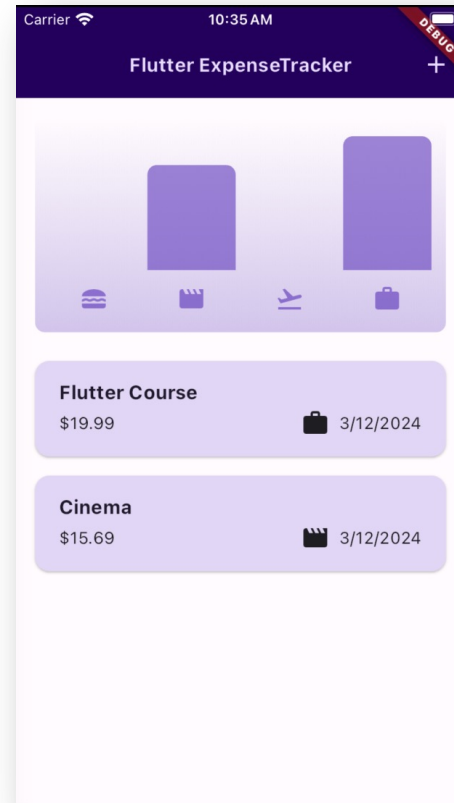 Carrier 10:35 AM
DEBUG
Flutter ExpenseTracker +
Flutter Course
$19.99 3/12/2024
Cinema
$15.69 3/12/2024